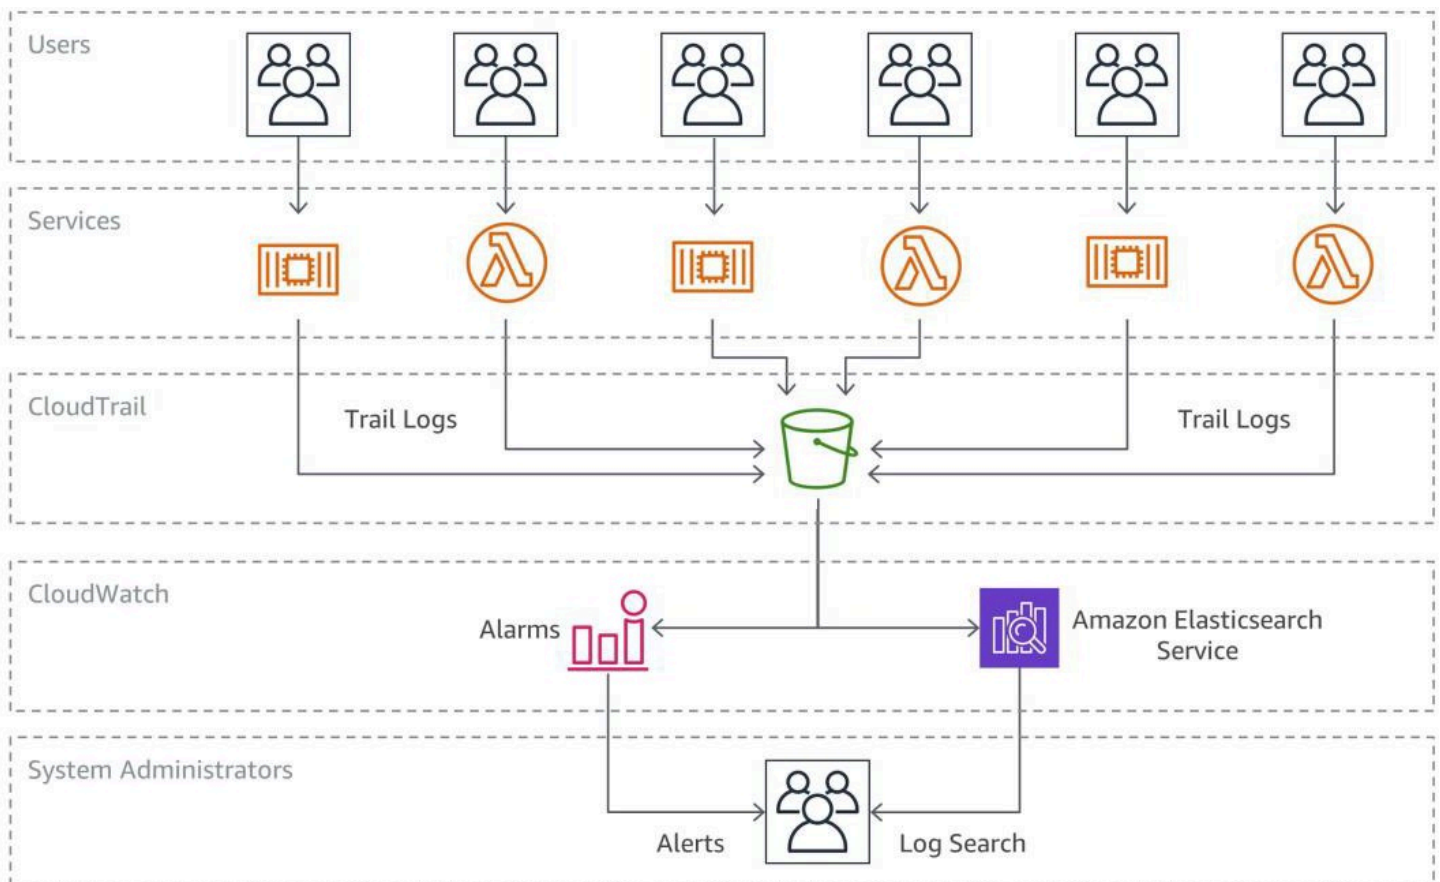 Users
Services
CloudTrail
Trail Logs
Trail Logs
CloudWatch
Alarms
Amazon Elasticsearch
Service
System Administrators
Alerts
Log Search